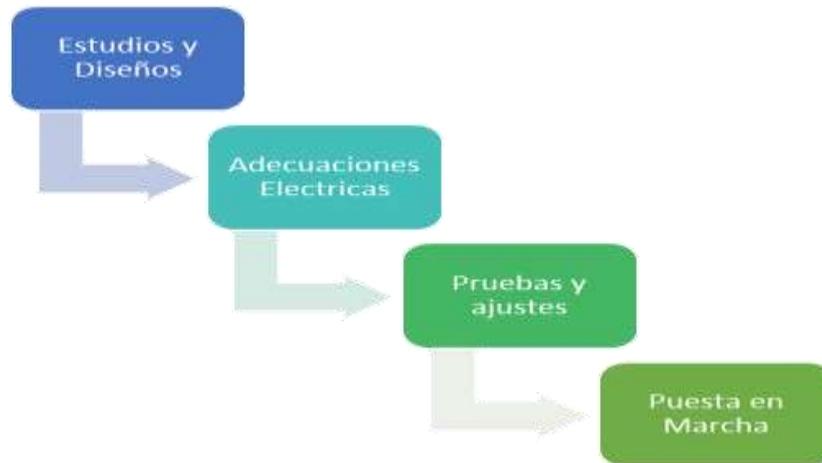 Estudios y
Diseños
Adecuaciones
Electricas
Pruebas y
ajustes
Puesta en
Marcha